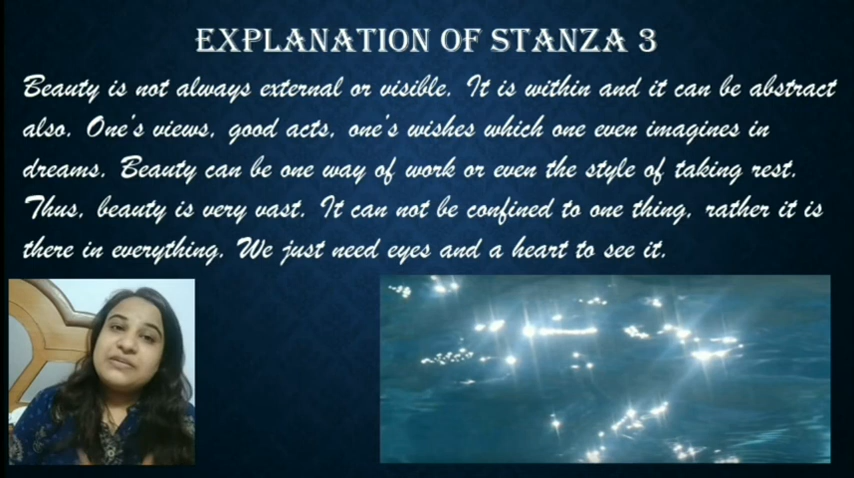 EXPLANATION OF STANZA 3
Beauty is not always external or visible. It is within and it can be abstract
also. One's views, good acts, one's wishes which one even imagines in
dreams. Beauty can be one way of work or even the style of taking rest.
Thus, beauty is very vast. It can not be confined to one thing, rather it is
there in everything. We just need eyes and a heart to see it.